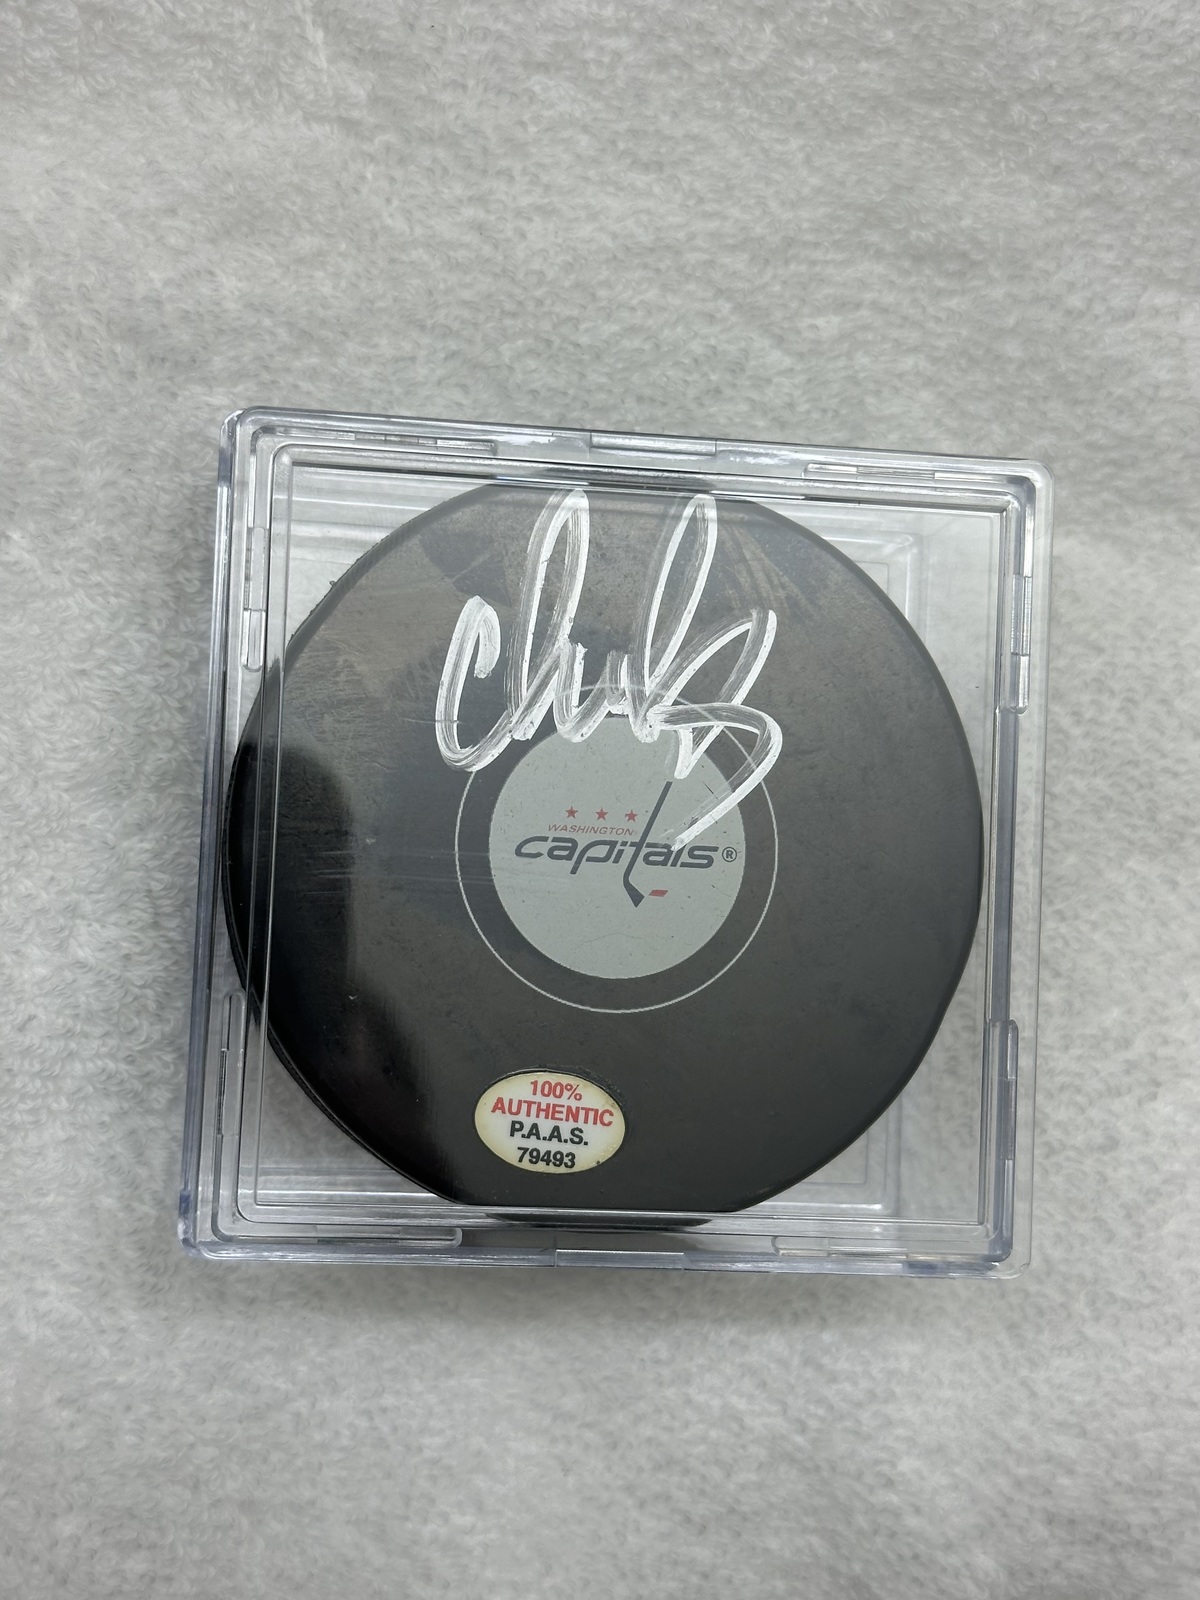 WASHINGTON
capitals®
100%
AUTHENTIC
P.A.A.S.
79493